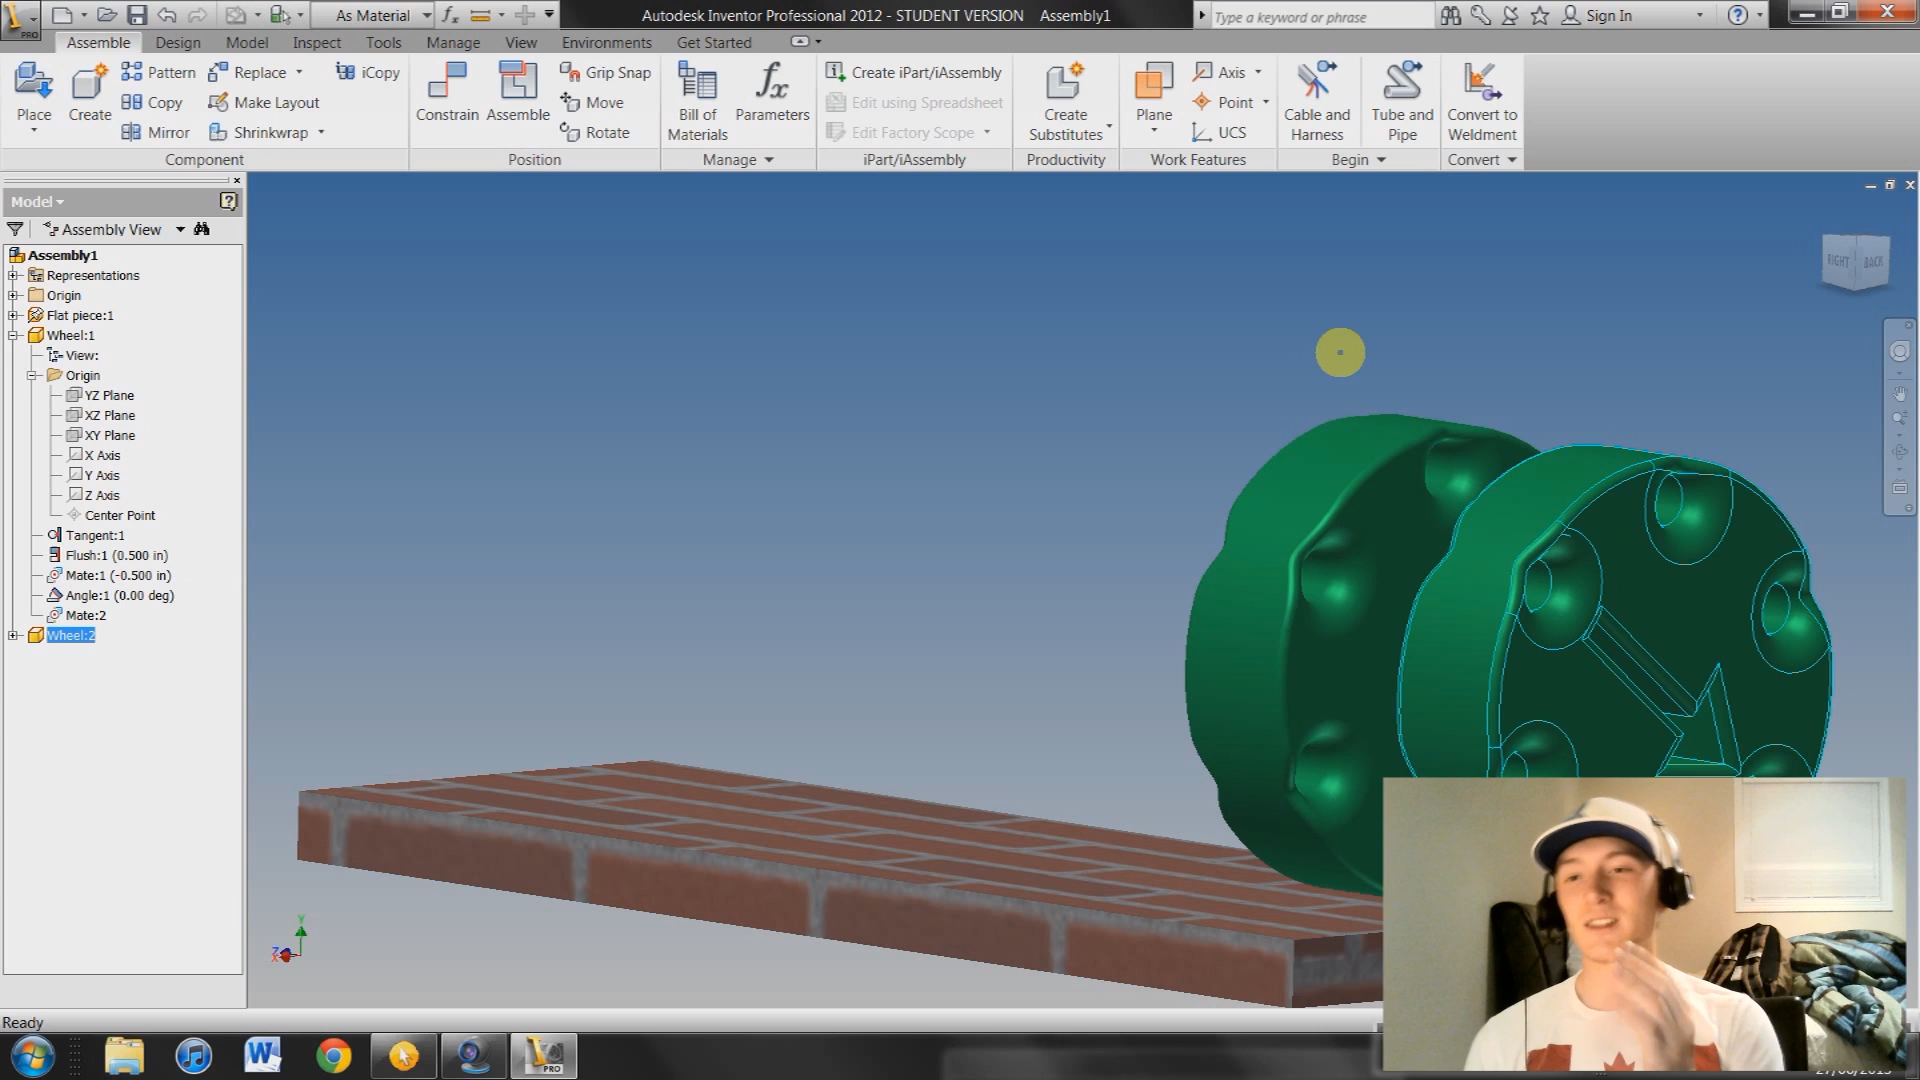 As Material
Autodesk Inventor Professional 2012 - STUDENT VERSION Assembly1
Type a keyword or phrase
Sign In
PRO
Assemble Design Model Inspect Tools Manage View Environments Get Started
Place
Create
Pattern
Copy
Mirror
Replace
Make Layout
Shrinkwrap
iCopy
Component
Constrain
Assemble
Grip Snap
Move
Rotate
Position
Bill of
Materials
Parameters
Manage
Create iPart/iAssembly
Edit using Spreadsheet
Edit Factory Scope
iPart/iAssembly
Create
Substitutes
Productivity
Plane
Axis
Point
UCS
Work Features
Cable and
Harness
Tube and
Pipe
Begin
Convert to
Weldment
Convert
Model
Assembly View
Assembly1
Representations
Origin
Flat piece:1
Wheel:1
View:
Origin
YZ Plane
XZ Plane
XY Plane
X Axis
Y Axis
Z Axis
Center Point
Tangent:1
Flush:1 (0.500 in)
Mate:1 (-0.500 in)
Angle:1 (0.00 deg)
Mate:2
Wheel:2
RIGHT BACK
Y
Z
X
Ready
PRO